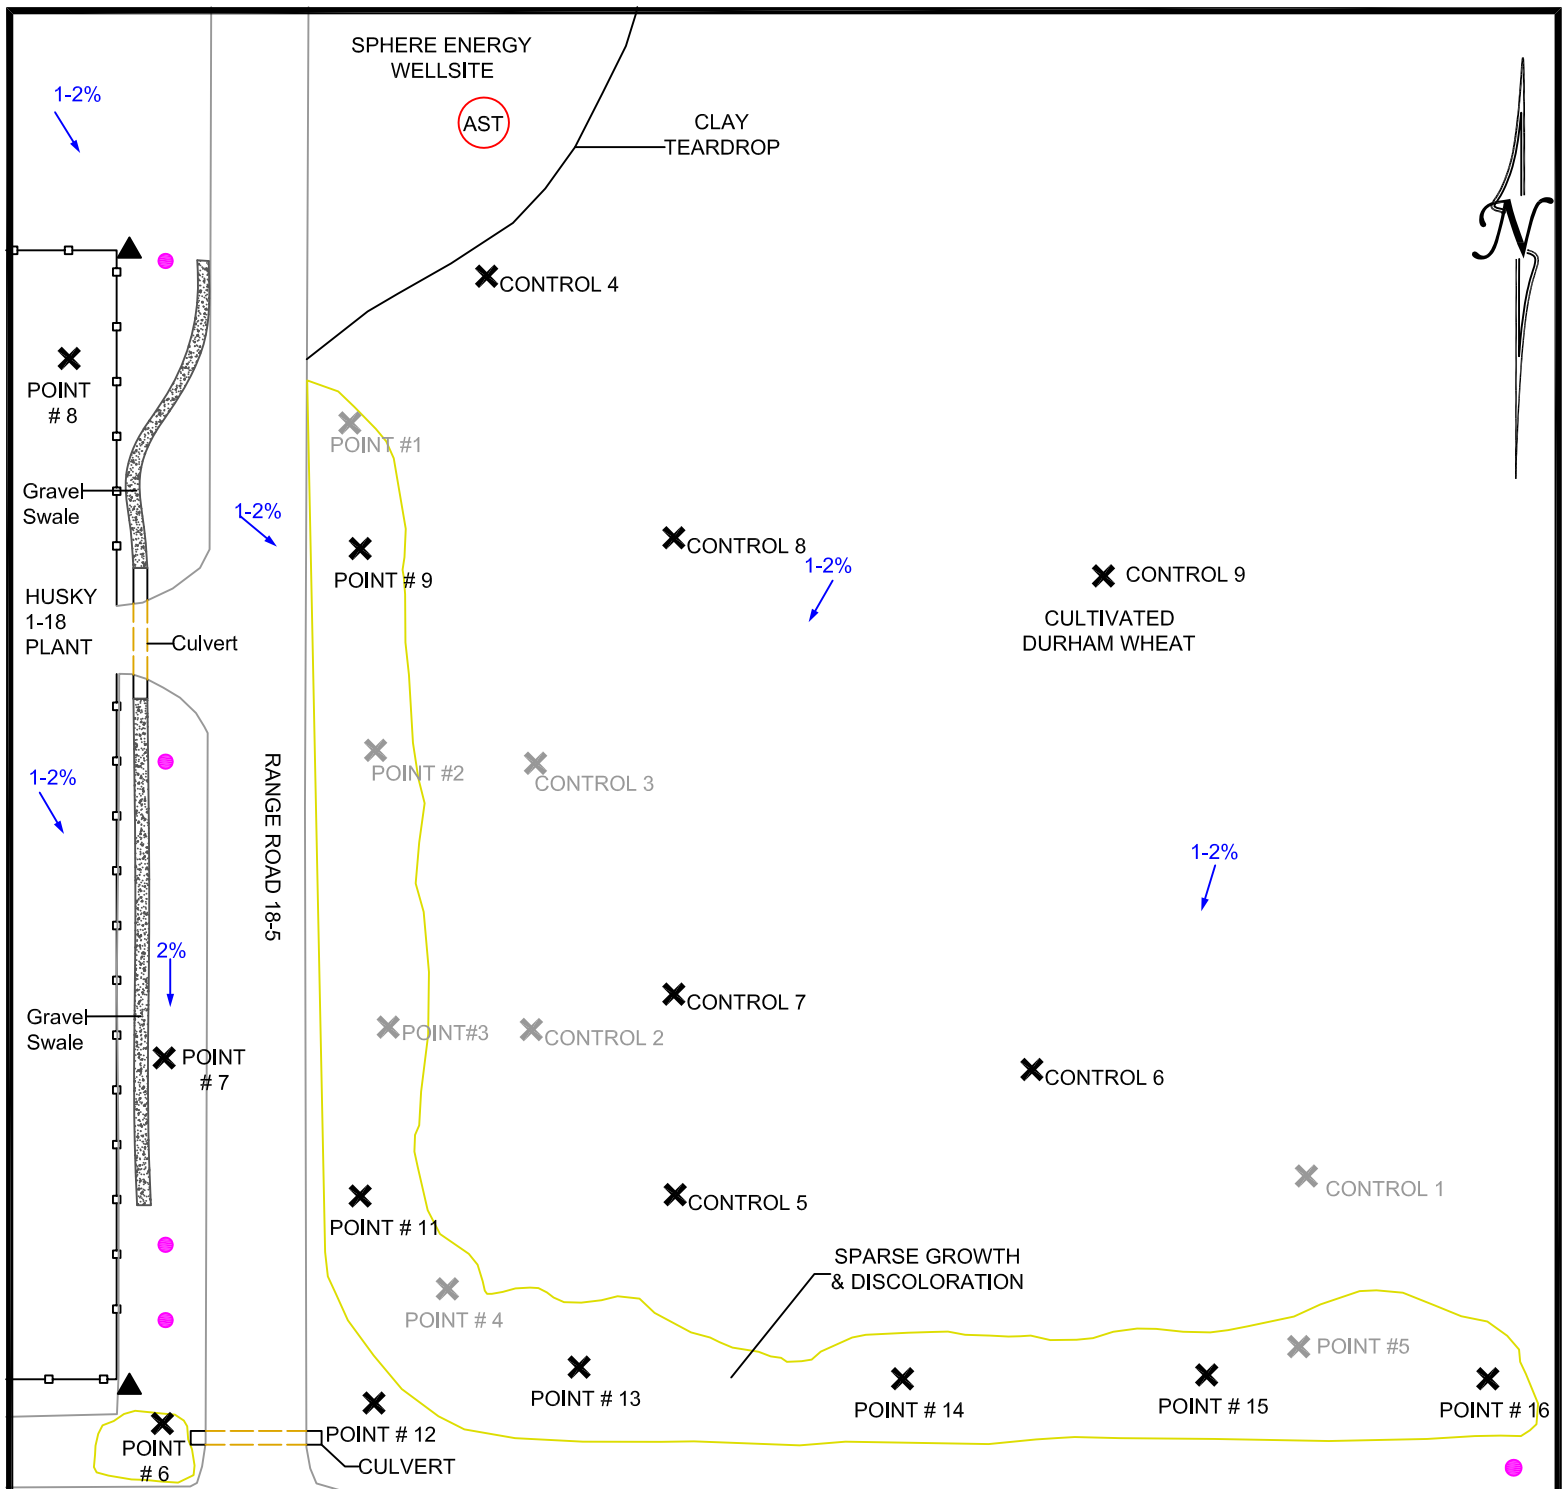 SPHERE ENERGY
WELLSITE
1-2%
AST
CLAY
TEARDROP
N
CONTROL 4
POINT
# 8
POINT #1
Gravel
Swale
1-2%
CONTROL 8
POINT # 9
1-2%
CONTROL 9
HUSKY
1-18
PLANT
CULTIVATED
DURHAM WHEAT
Culvert
RANGE ROAD 18-5
POINT #2
CONTROL 3
1-2%
1-2%
2%
CONTROL 7
Gravel
Swale
POINT#3
CONTROL 2
POINT
# 7
CONTROL 6
CONTROL 1
CONTROL 5
POINT # 11
SPARSE GROWTH
& DISCOLORATION
POINT # 4
POINT #5
POINT # 13
POINT # 14
POINT # 15
POINT # 16
POINT # 12
POINT
# 6
CULVERT